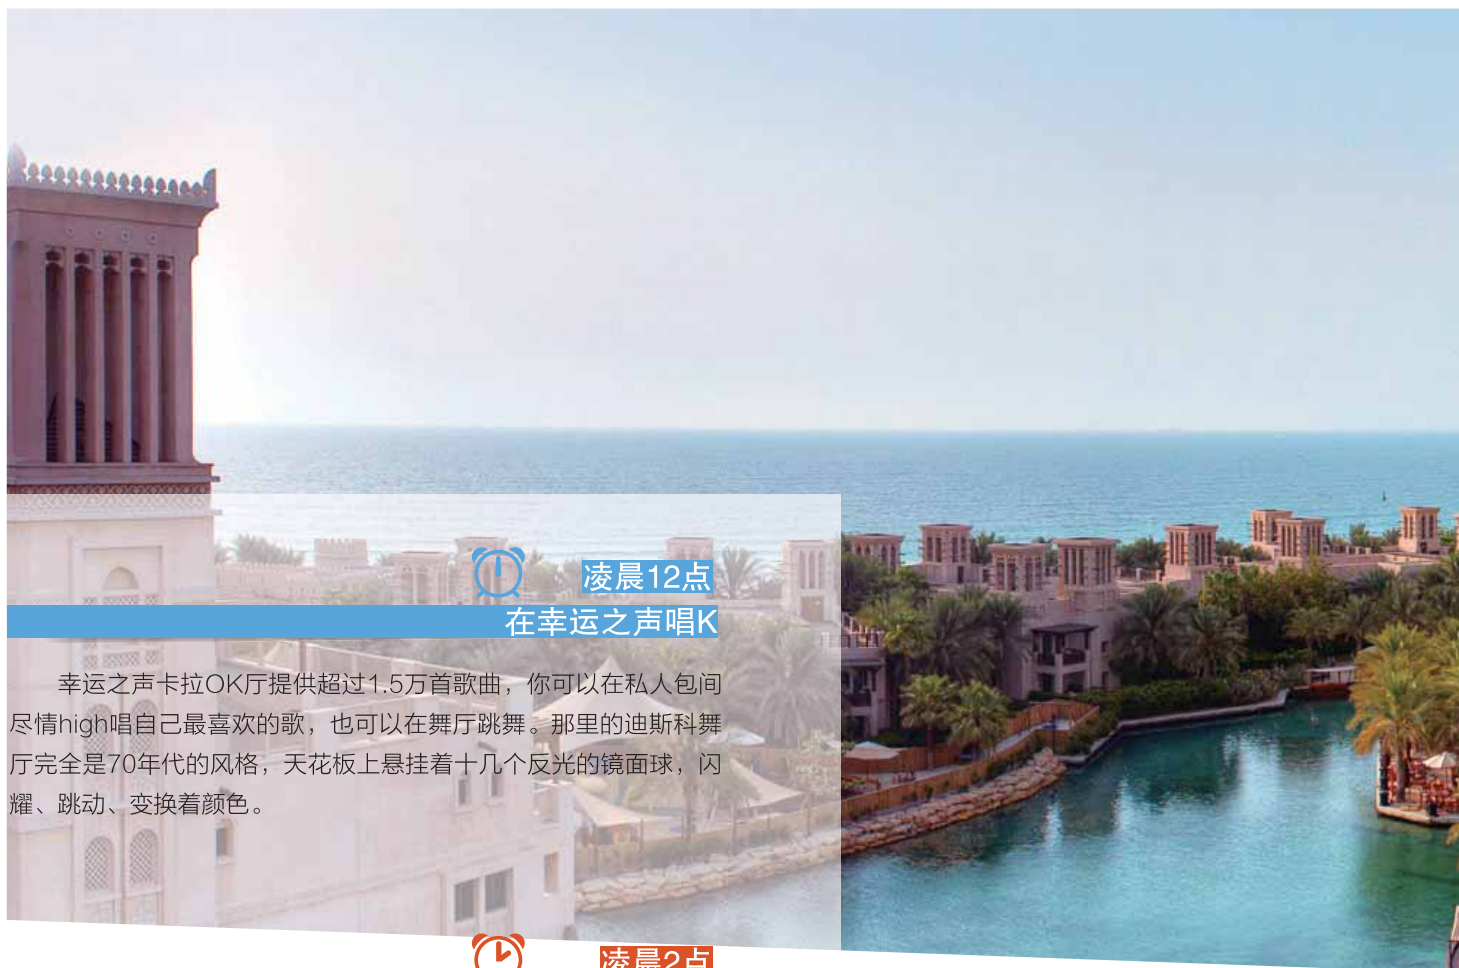 凌晨12点
在幸运之声唱K
幸运之声卡拉OK厅提供超过1.5万首歌曲，你可以在私人包间
尽情high唱自己最喜欢的歌，也可以在舞厅跳舞。那里的迪斯科舞
厅完全是70年代的风格，天花板上悬挂着十几个反光的镜面球，闪
耀、跳动、变换着颜色。
凌晨2点